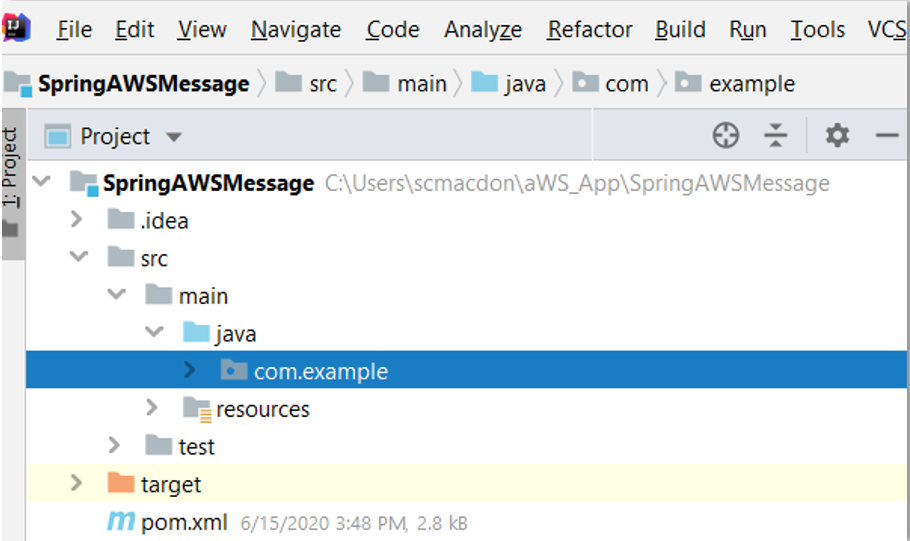 File Edit View Navigate Code Analyze Refactor Build Run Tools VCS
SpringAWSMessage src main java com example
1: Project
Project
SpringAWSMessage C:\Users\scmacdon\aWS_App\SpringAWSMessage
.idea
src
main
java
com.example
resources
test
target
pom.xml 6/15/2020 3:48 PM, 2.8 kB